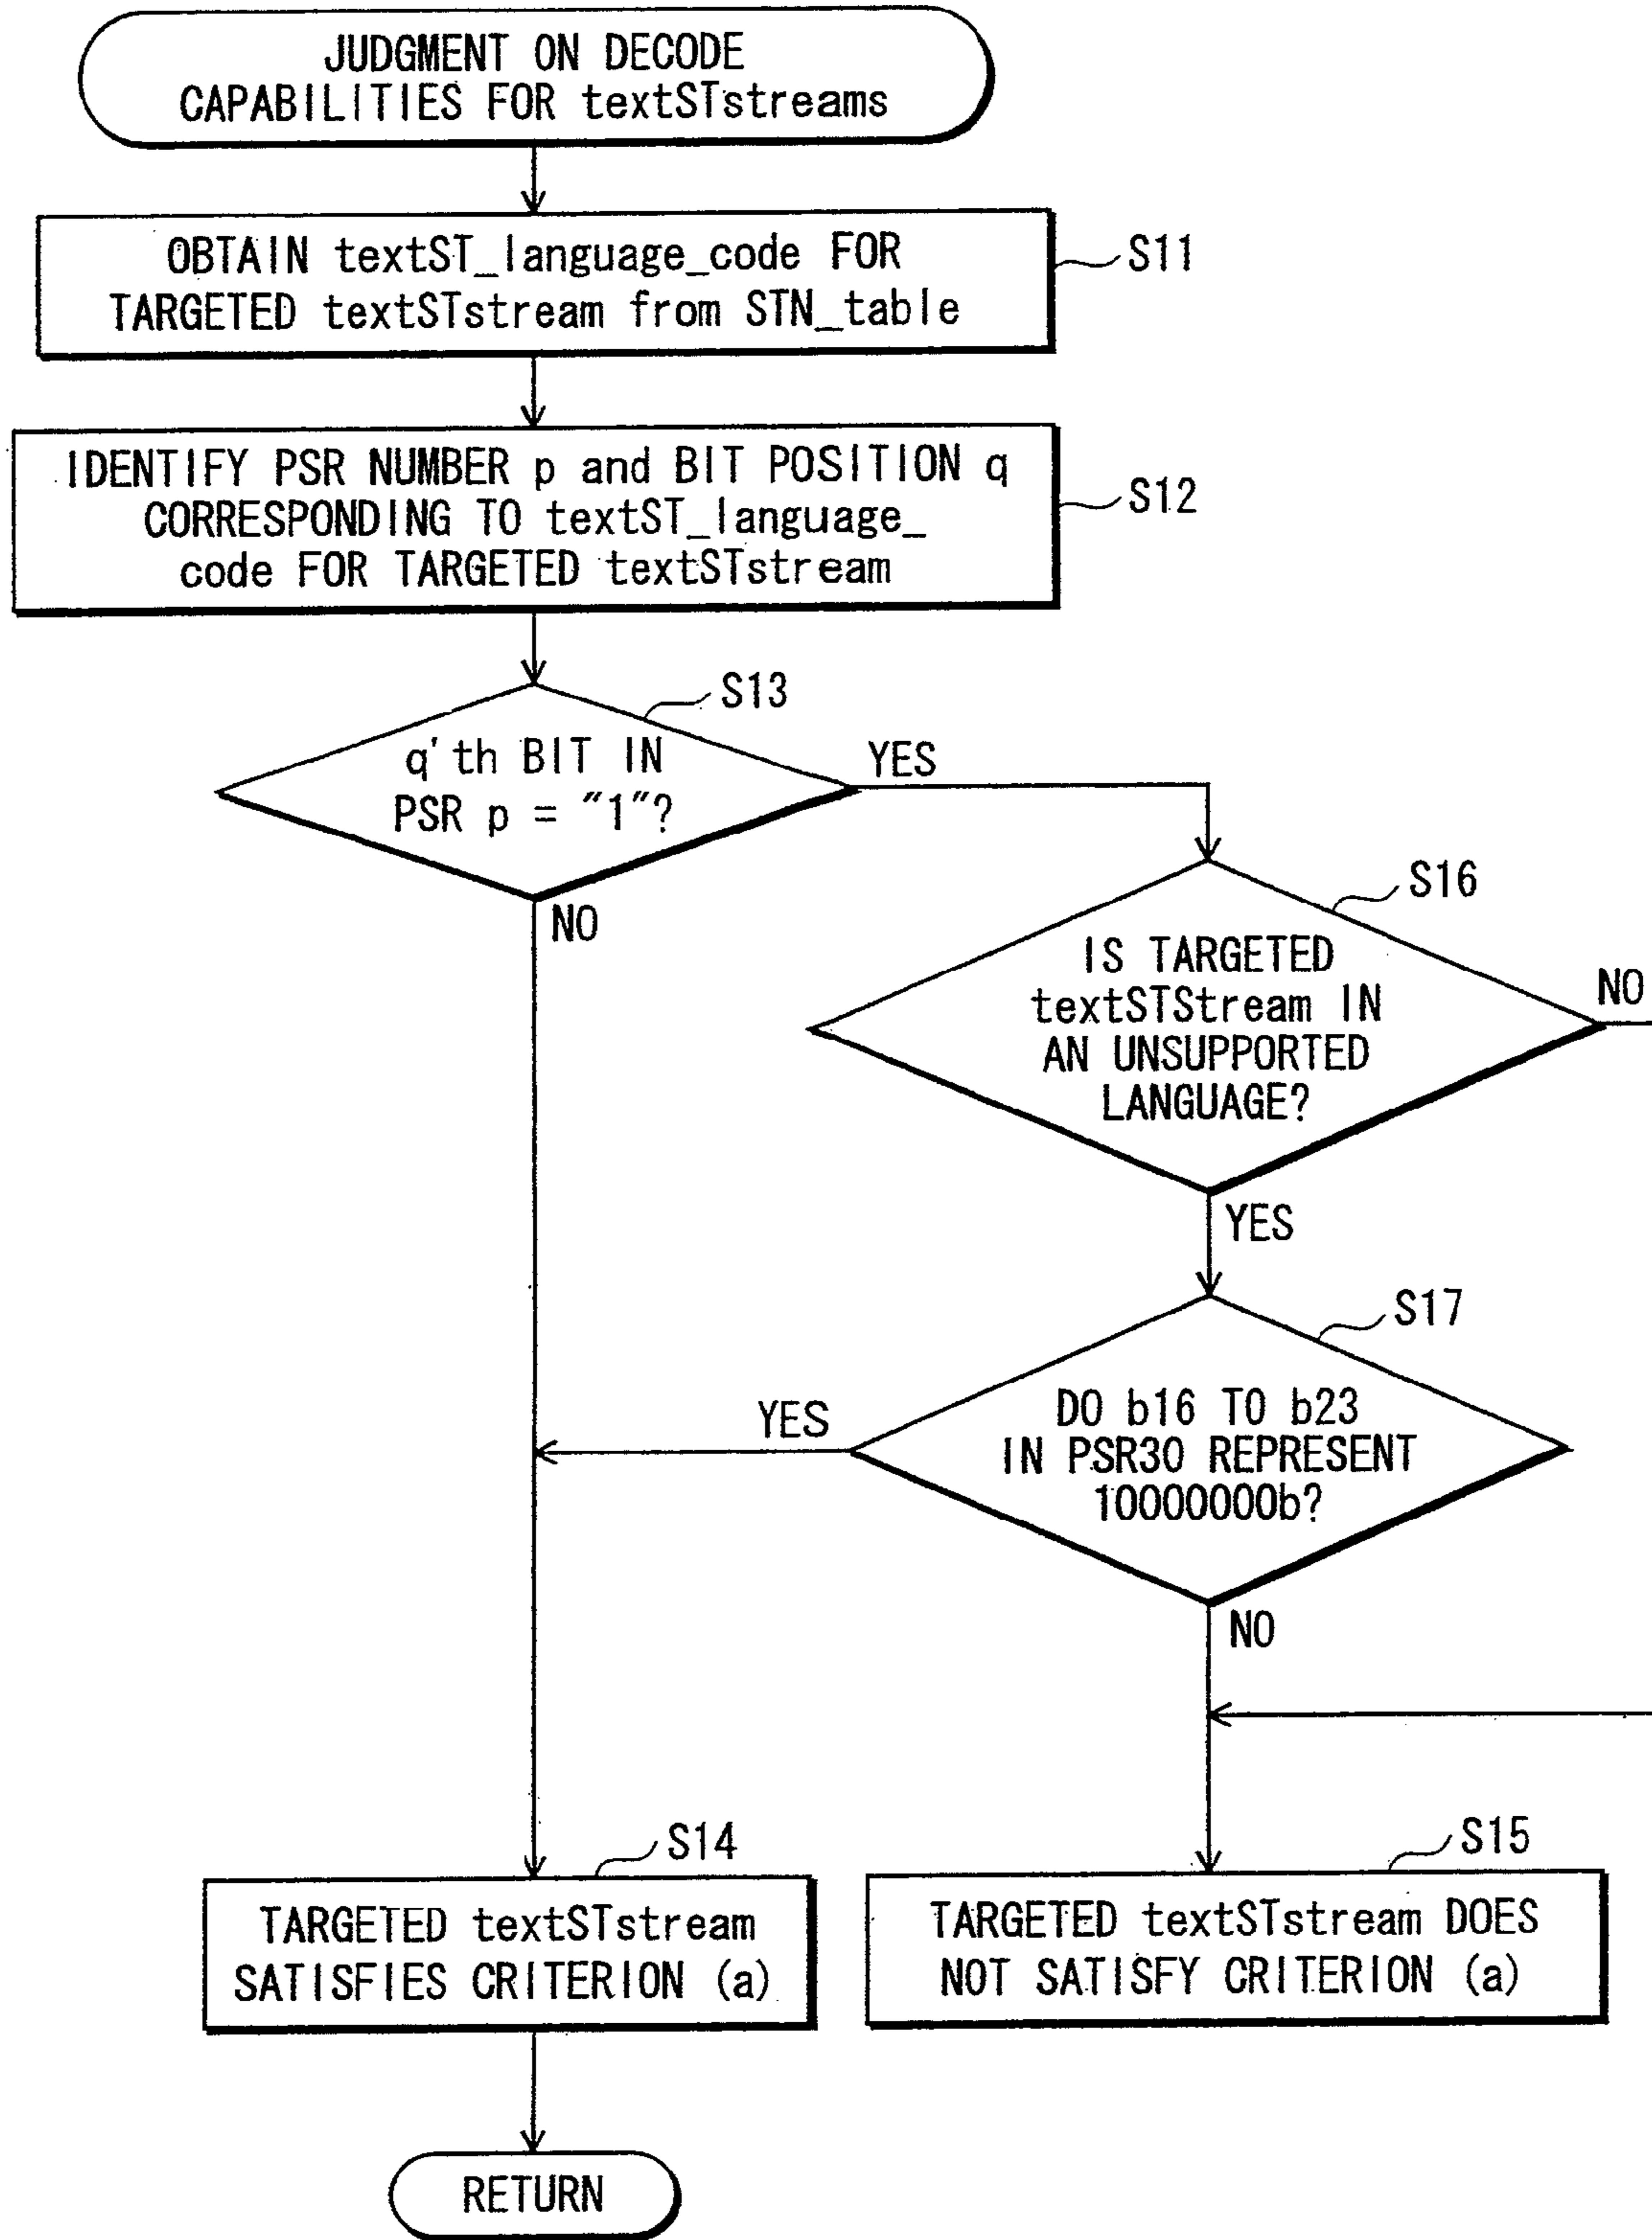 JUDGMENT ON DECODE
CAPABILITIES FOR textSTstreams
OBTAIN textST_language_code FOR
TARGETED textSTstream from STN_table
S11
IDENTIFY PSR NUMBER p and BIT POSITION q
CORRESPONDING TO textST_language_
code FOR TARGETED textSTstream
S12
S13
q'th BIT IN
PSR p = "1"?
YES
NO
S16
IS TARGETED
textSTStream IN
AN UNSUPPORTED
LANGUAGE?
NO
YES
S17
DO b16 TO b23
IN PSR30 REPRESENT
10000000b?
YES
NO
S14
TARGETED textSTstream
SATISFIES CRITERION (a)
S15
TARGETED textSTstream DOES
NOT SATISFY CRITERION (a)
RETURN